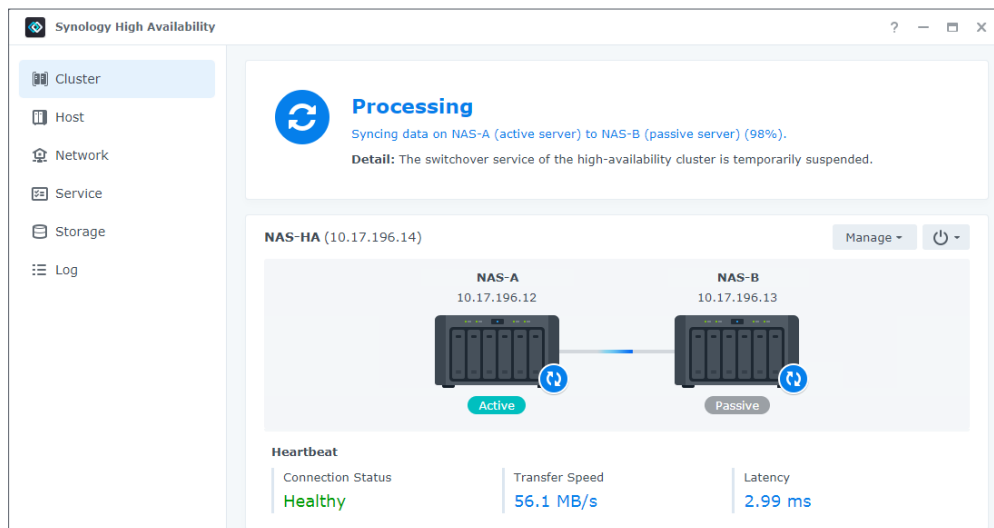 Synology High Availability
Cluster
Host
Network
Service
Storage
Log
Processing
Syncing data on NAS-A (active server) to NAS-B (passive server) (98%).
Detail: The switchover service of the high-availability cluster is temporarily suspended.
NAS-HA (10.17.196.14)
Manage
NAS-A
10.17.196.12
NAS-B
10.17.196.13
Active
Passive
Heartbeat
Connection Status
Healthy
Transfer Speed
56.1 MB/s
Latency
2.99 ms